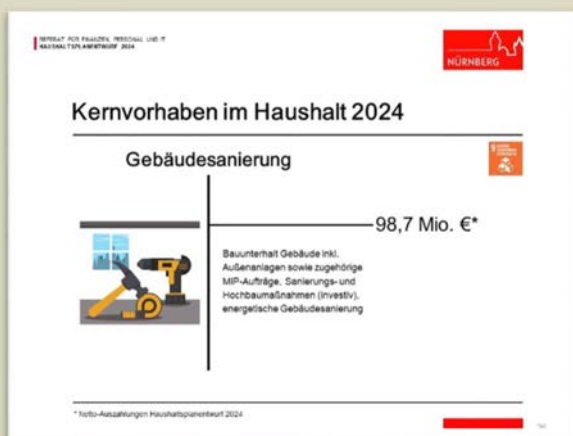 REFERAT FÜR FINANZEN, PERSONAL UND IT
HAUSHALTSPLANENTWURF 2024
NÜRNBERG
Kernvorhaben im Haushalt 2024
Gebäudesanierung
98,7 Mio. €*
Bauunterhalt Gebäude inkl.
Außenanlagen sowie zugehörige
MIP-Aufträge, Sanierungs- und
Hochbaumaßnahmen (investiv),
energetische Gebäudesanierung
* Netto-Auszahlungen Haushaltsplanentwurf 2024